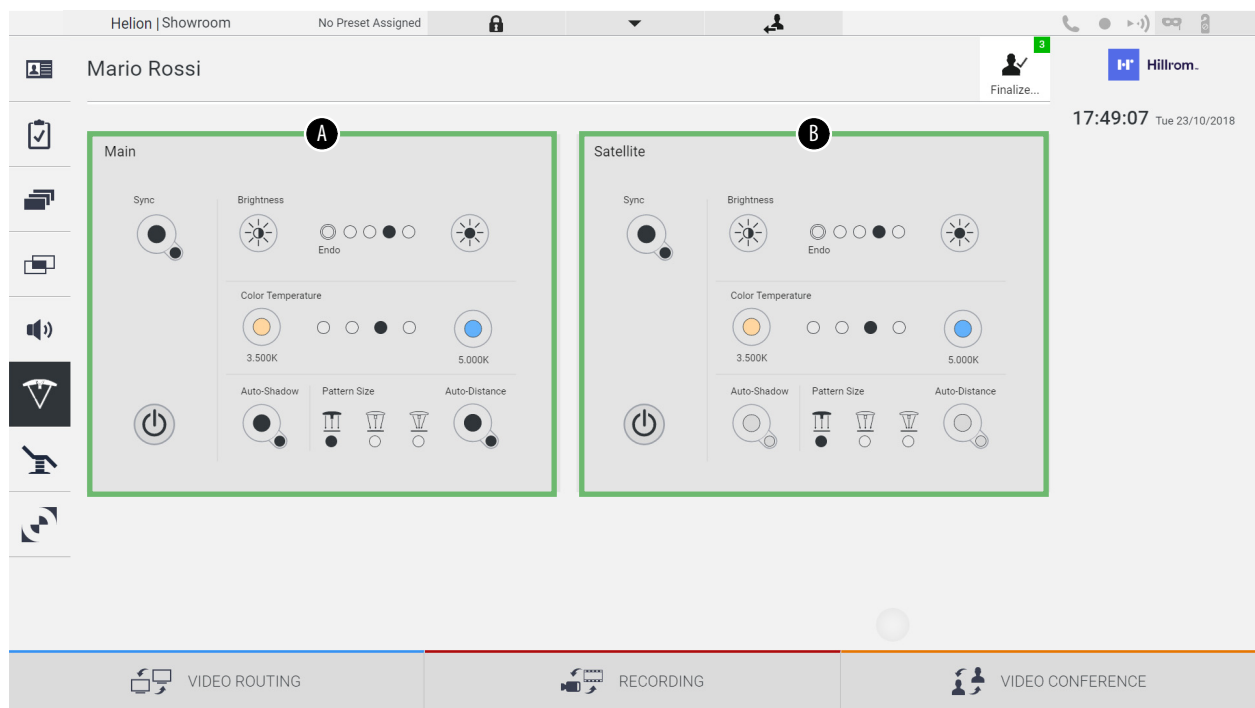 Helion | Showroom
No Preset Assigned
Mario Rossi
3
Finalize...
Hillrom™
17:49:07 Tue 23/10/2018
A
Main
Sync
Brightness
Endo
Color Temperature
3.500K
5.000K
Auto-Shadow
Pattern Size
Auto-Distance
B
Satellite
Sync
Brightness
Endo
Color Temperature
3.500K
5.000K
Auto-Shadow
Pattern Size
Auto-Distance
VIDEO ROUTING
RECORDING
VIDEO CONFERENCE